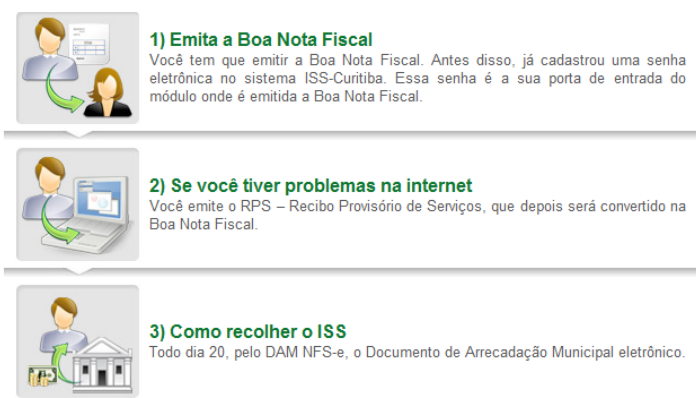 1) Emita a Boa Nota Fiscal
Você tem que emitir a Boa Nota Fiscal. Antes disso, já cadastrou uma senha
eletrônica no sistema ISS-Curitiba. Essa senha é a sua porta de entrada do
módulo onde é emitida a Boa Nota Fiscal.
2) Se você tiver problemas na internet
Você emite o RPS – Recibo Provisório de Serviços, que depois será convertido na
Boa Nota Fiscal.
3) Como recolher o ISS
Todo dia 20, pelo DAM NFS-e, o Documento de Arrecadação Municipal eletrônico.